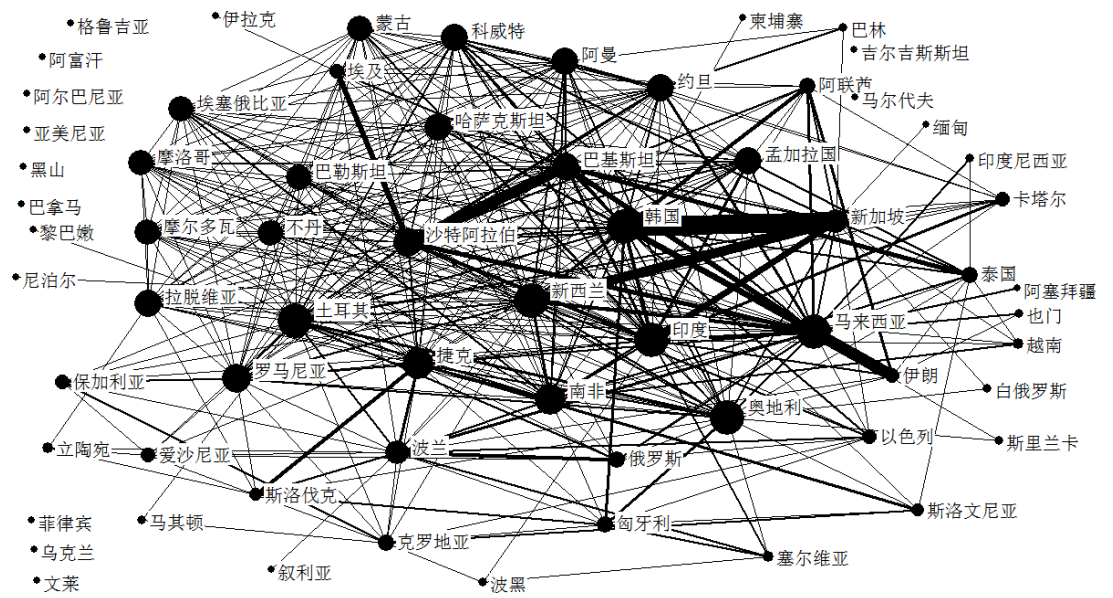 格鲁吉亚
伊拉克
蒙古
科威特
柬埔寨
巴林
阿富汗
埃及
阿曼
吉尔吉斯斯坦
约旦
阿联酋
阿尔巴尼亚
埃塞俄比亚
马尔代夫
哈萨克斯坦
缅甸
亚美尼亚
摩洛哥
巴勒斯坦
巴基斯坦
孟加拉国
印度尼西亚
黑山
卡塔尔
巴拿马
摩尔多瓦
不丹
沙特阿拉伯
韩国
新加坡
黎巴嫩
尼泊尔
泰国
拉脱维亚
新西兰
阿塞拜疆
土耳其
印度
马来西亚
也门
越南
捷克
罗马尼亚
伊朗
保加利亚
南非
奥地利
白俄罗斯
立陶宛
爱沙尼亚
波兰
俄罗斯
以色列
斯里兰卡
斯洛伐克
斯洛文尼亚
菲律宾
马其顿
匈牙利
克罗地亚
乌克兰
塞尔维亚
文莱
叙利亚
波黑